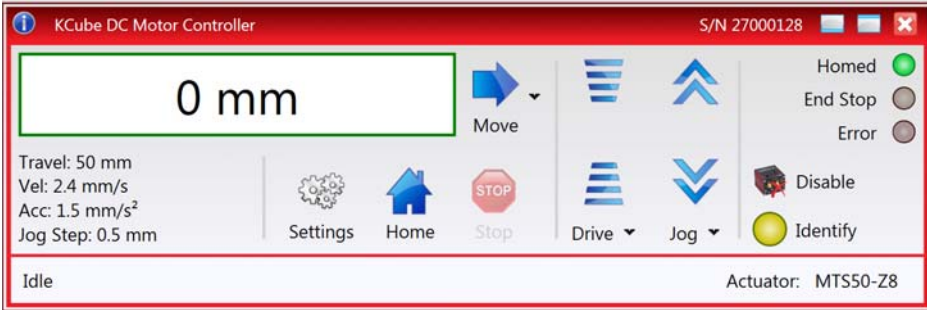 KCube DC Motor Controller
S/N 27000128
0 mm
Move
Homed
End Stop
Error
Travel: 50 mm
Vel: 2.4 mm/s
Acc: 1.5 mm/s²
Jog Step: 0.5 mm
Settings
Home
STOP
Stop
Drive
Jog
Disable
Identify
Idle
Actuator: MTS50-Z8